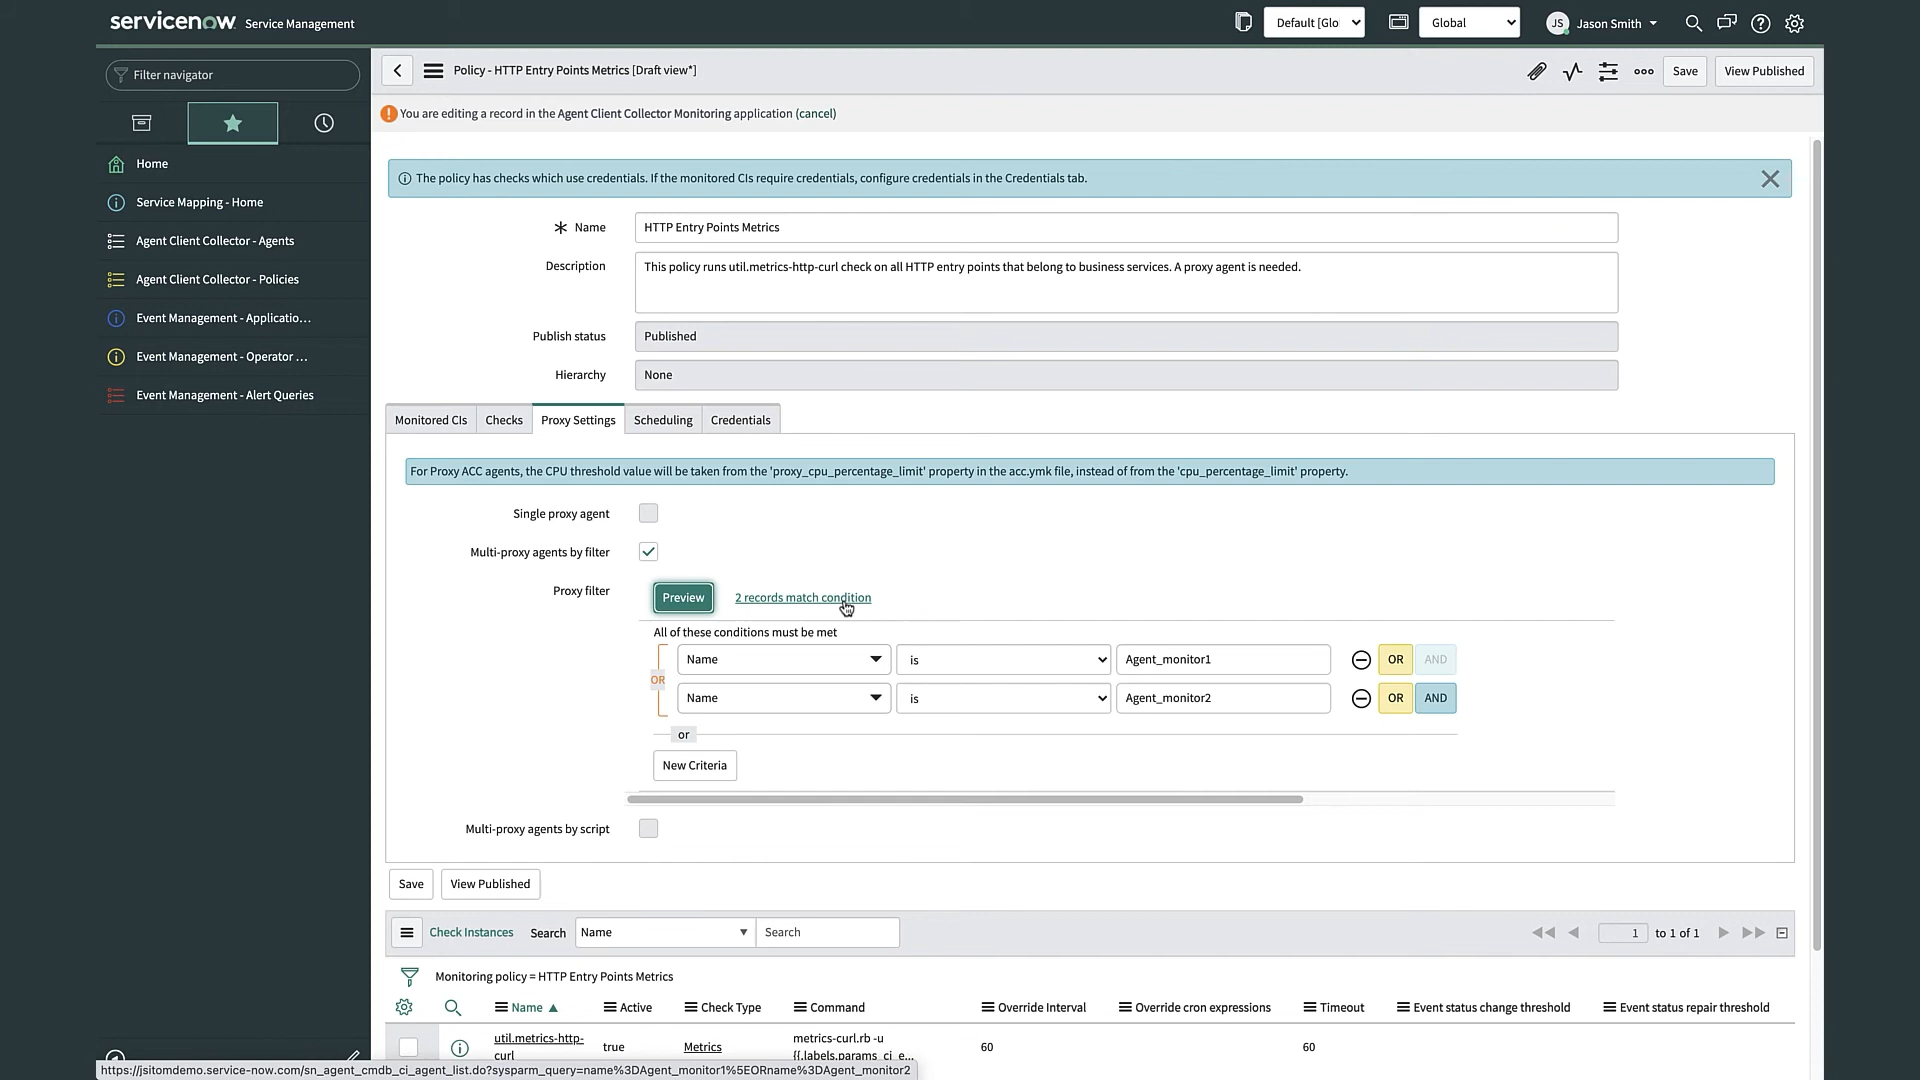 servicenow Service Management
Default [Glo
Global
JS Jason Smith
Filter navigator
Home
Service Mapping - Home
Agent Client Collector - Agents
Agent Client Collector - Policies
Event Management - Applicatio...
Event Management - Operator ...
Event Management - Alert Queries
Policy - HTTP Entry Points Metrics [Draft view*]
Save
View Published
You are editing a record in the Agent Client Collector Monitoring application (cancel)
The policy has checks which use credentials. If the monitored CIs require credentials, configure credentials in the Credentials tab.
Name HTTP Entry Points Metrics
Description This policy runs util.metrics-http-curl check on all HTTP entry points that belong to business services. A proxy agent is needed.
Publish status Published
Hierarchy None
Monitored CIs Checks Proxy Settings Scheduling Credentials
For Proxy ACC agents, the CPU threshold value will be taken from the 'proxy_cpu_percentage_limit' property in the acc.ymk file, instead of from the 'cpu_percentage_limit' property.
Single proxy agent
Multi-proxy agents by filter
Proxy filter Preview 2 records match condition
All of these conditions must be met
Name is Agent_monitor1 OR AND
OR
Name is Agent_monitor2 OR AND
or
New Criteria
Multi-proxy agents by script
Save View Published
Check Instances Search Name Search 1 to 1 of 1
Monitoring policy = HTTP Entry Points Metrics
Name Active Check Type Command Override Interval Override cron expressions Timeout Event status change threshold Event status repair threshold
util.metrics-http-curl true Metrics metrics-curl.rb -u {{.labels.params_ci_e... 60 60
https://jsitomdemo.service-now.com/sn_agent_cmdb_ci_agent_list.do?sysparm_query=name%3DAgent_monitor1%5EORname%3DAgent_monitor2